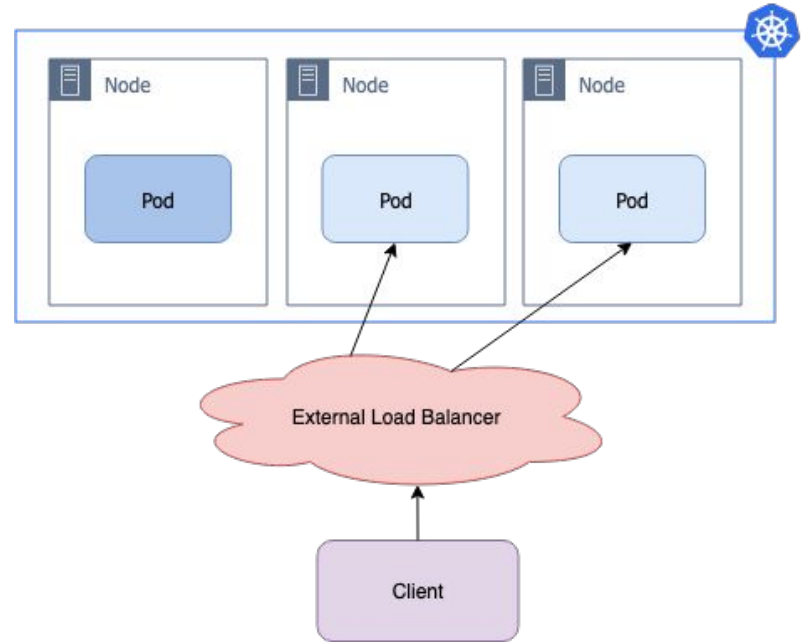 Node
Node
Node
Pod
Pod
Pod
External Load Balancer
Client